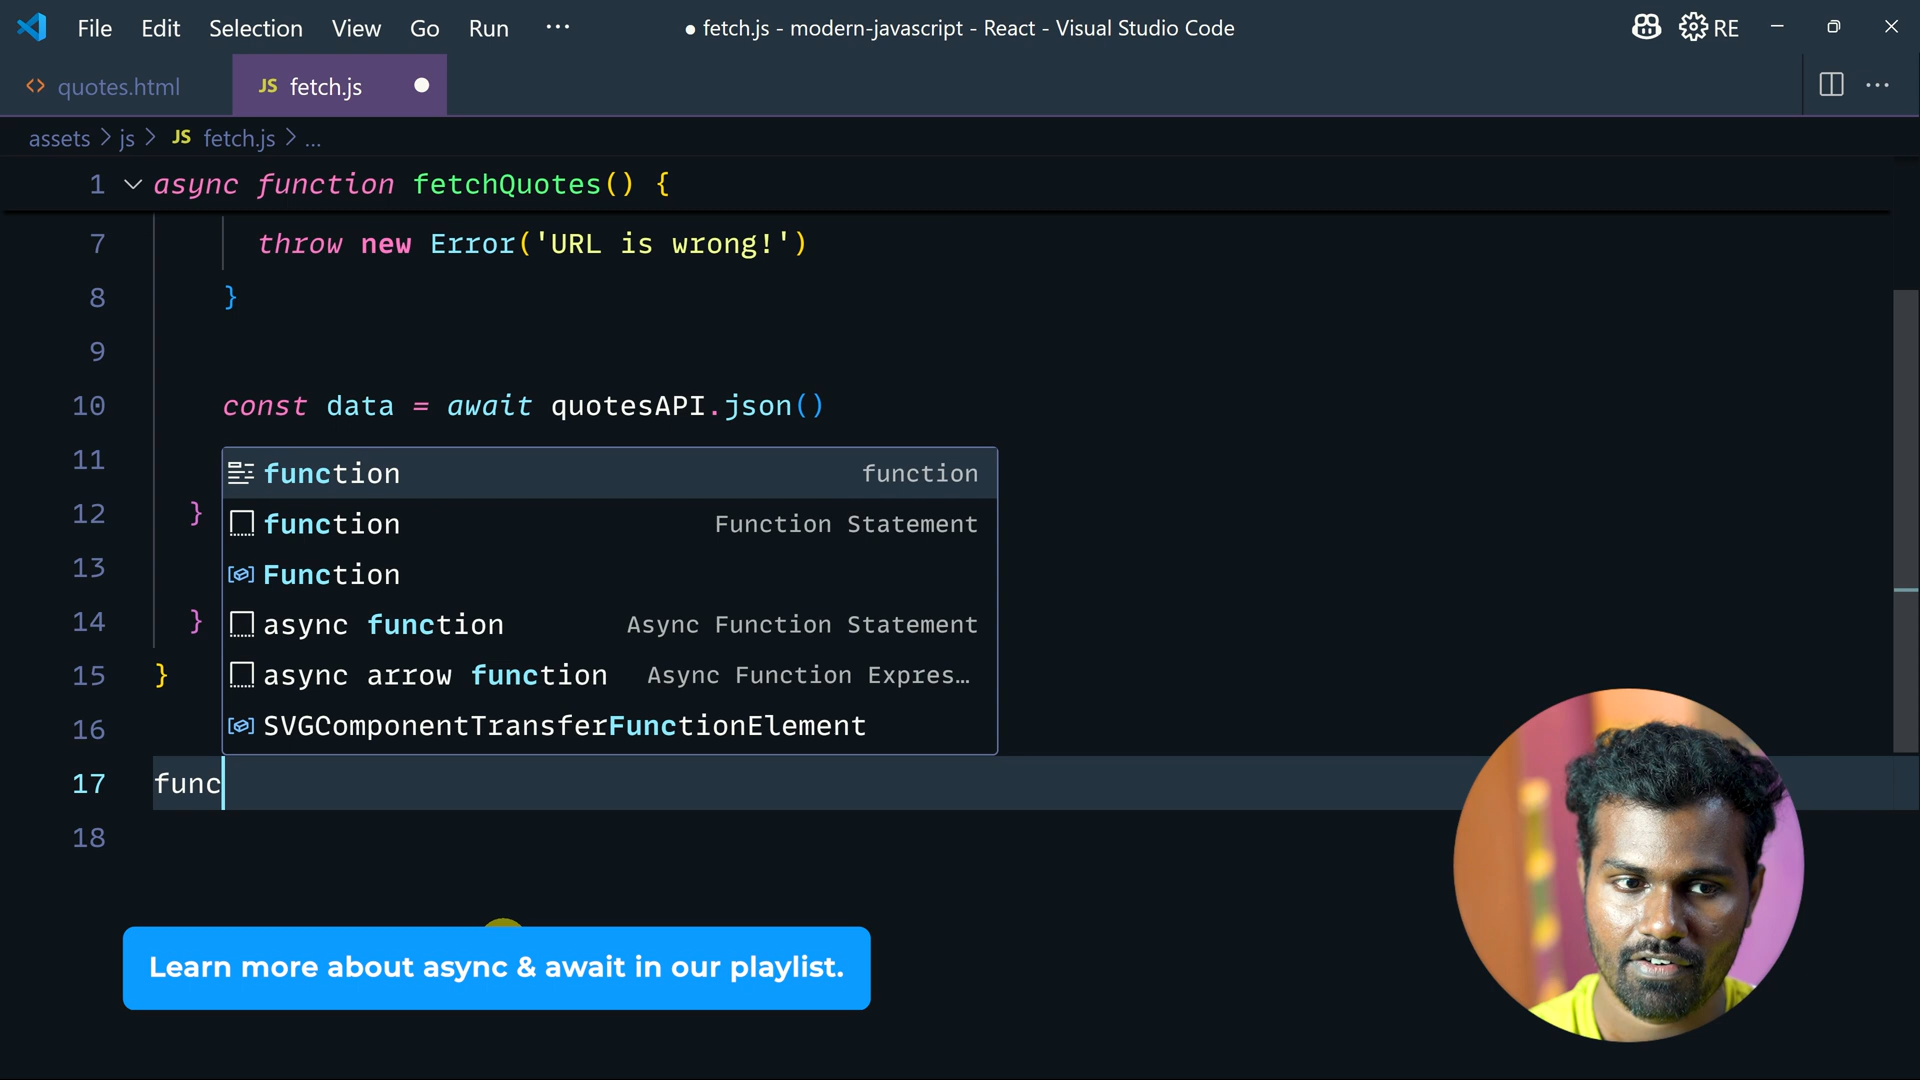 File Edit Selection View Go Run ···
● fetch.js - modern-javascript - React - Visual Studio Code
RE
<> quotes.html
JS fetch.js ●
assets > js > JS fetch.js > ...
1 async function fetchQuotes() {
7 throw new Error('URL is wrong!')
8 }
9
10 const data = await quotesAPI.json()
11
function function
12 }
function Function Statement
13
Function
14 }
async function Async Function Statement
15 }
async arrow function Async Function Expres…
16
SVGComponentTransferFunctionElement
17 func
18
Learn more about async & await in our playlist.